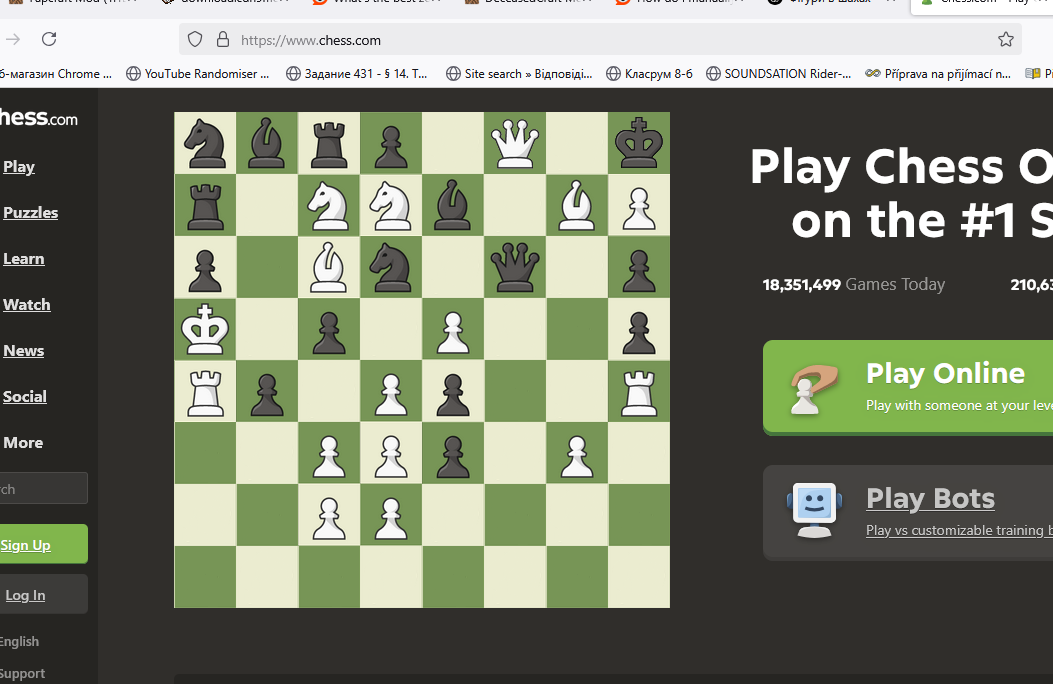 https://www.chess.com
б-магазин Chrome ... YouTube Randomiser ... Задание 431 - § 14. Т... Site search » Відповіді... Класрум 8-б SOUNDSATION Rider-... Příprava na přijímací n...
hess.com
Play
Puzzles
Learn
Watch
News
Social
More
rch
Sign Up
Log In
English
Support
Play Chess O
on the #1 S
18,351,499 Games Today 210,63
Play Online
Play with someone at your leve
Play Bots
Play vs customizable training b